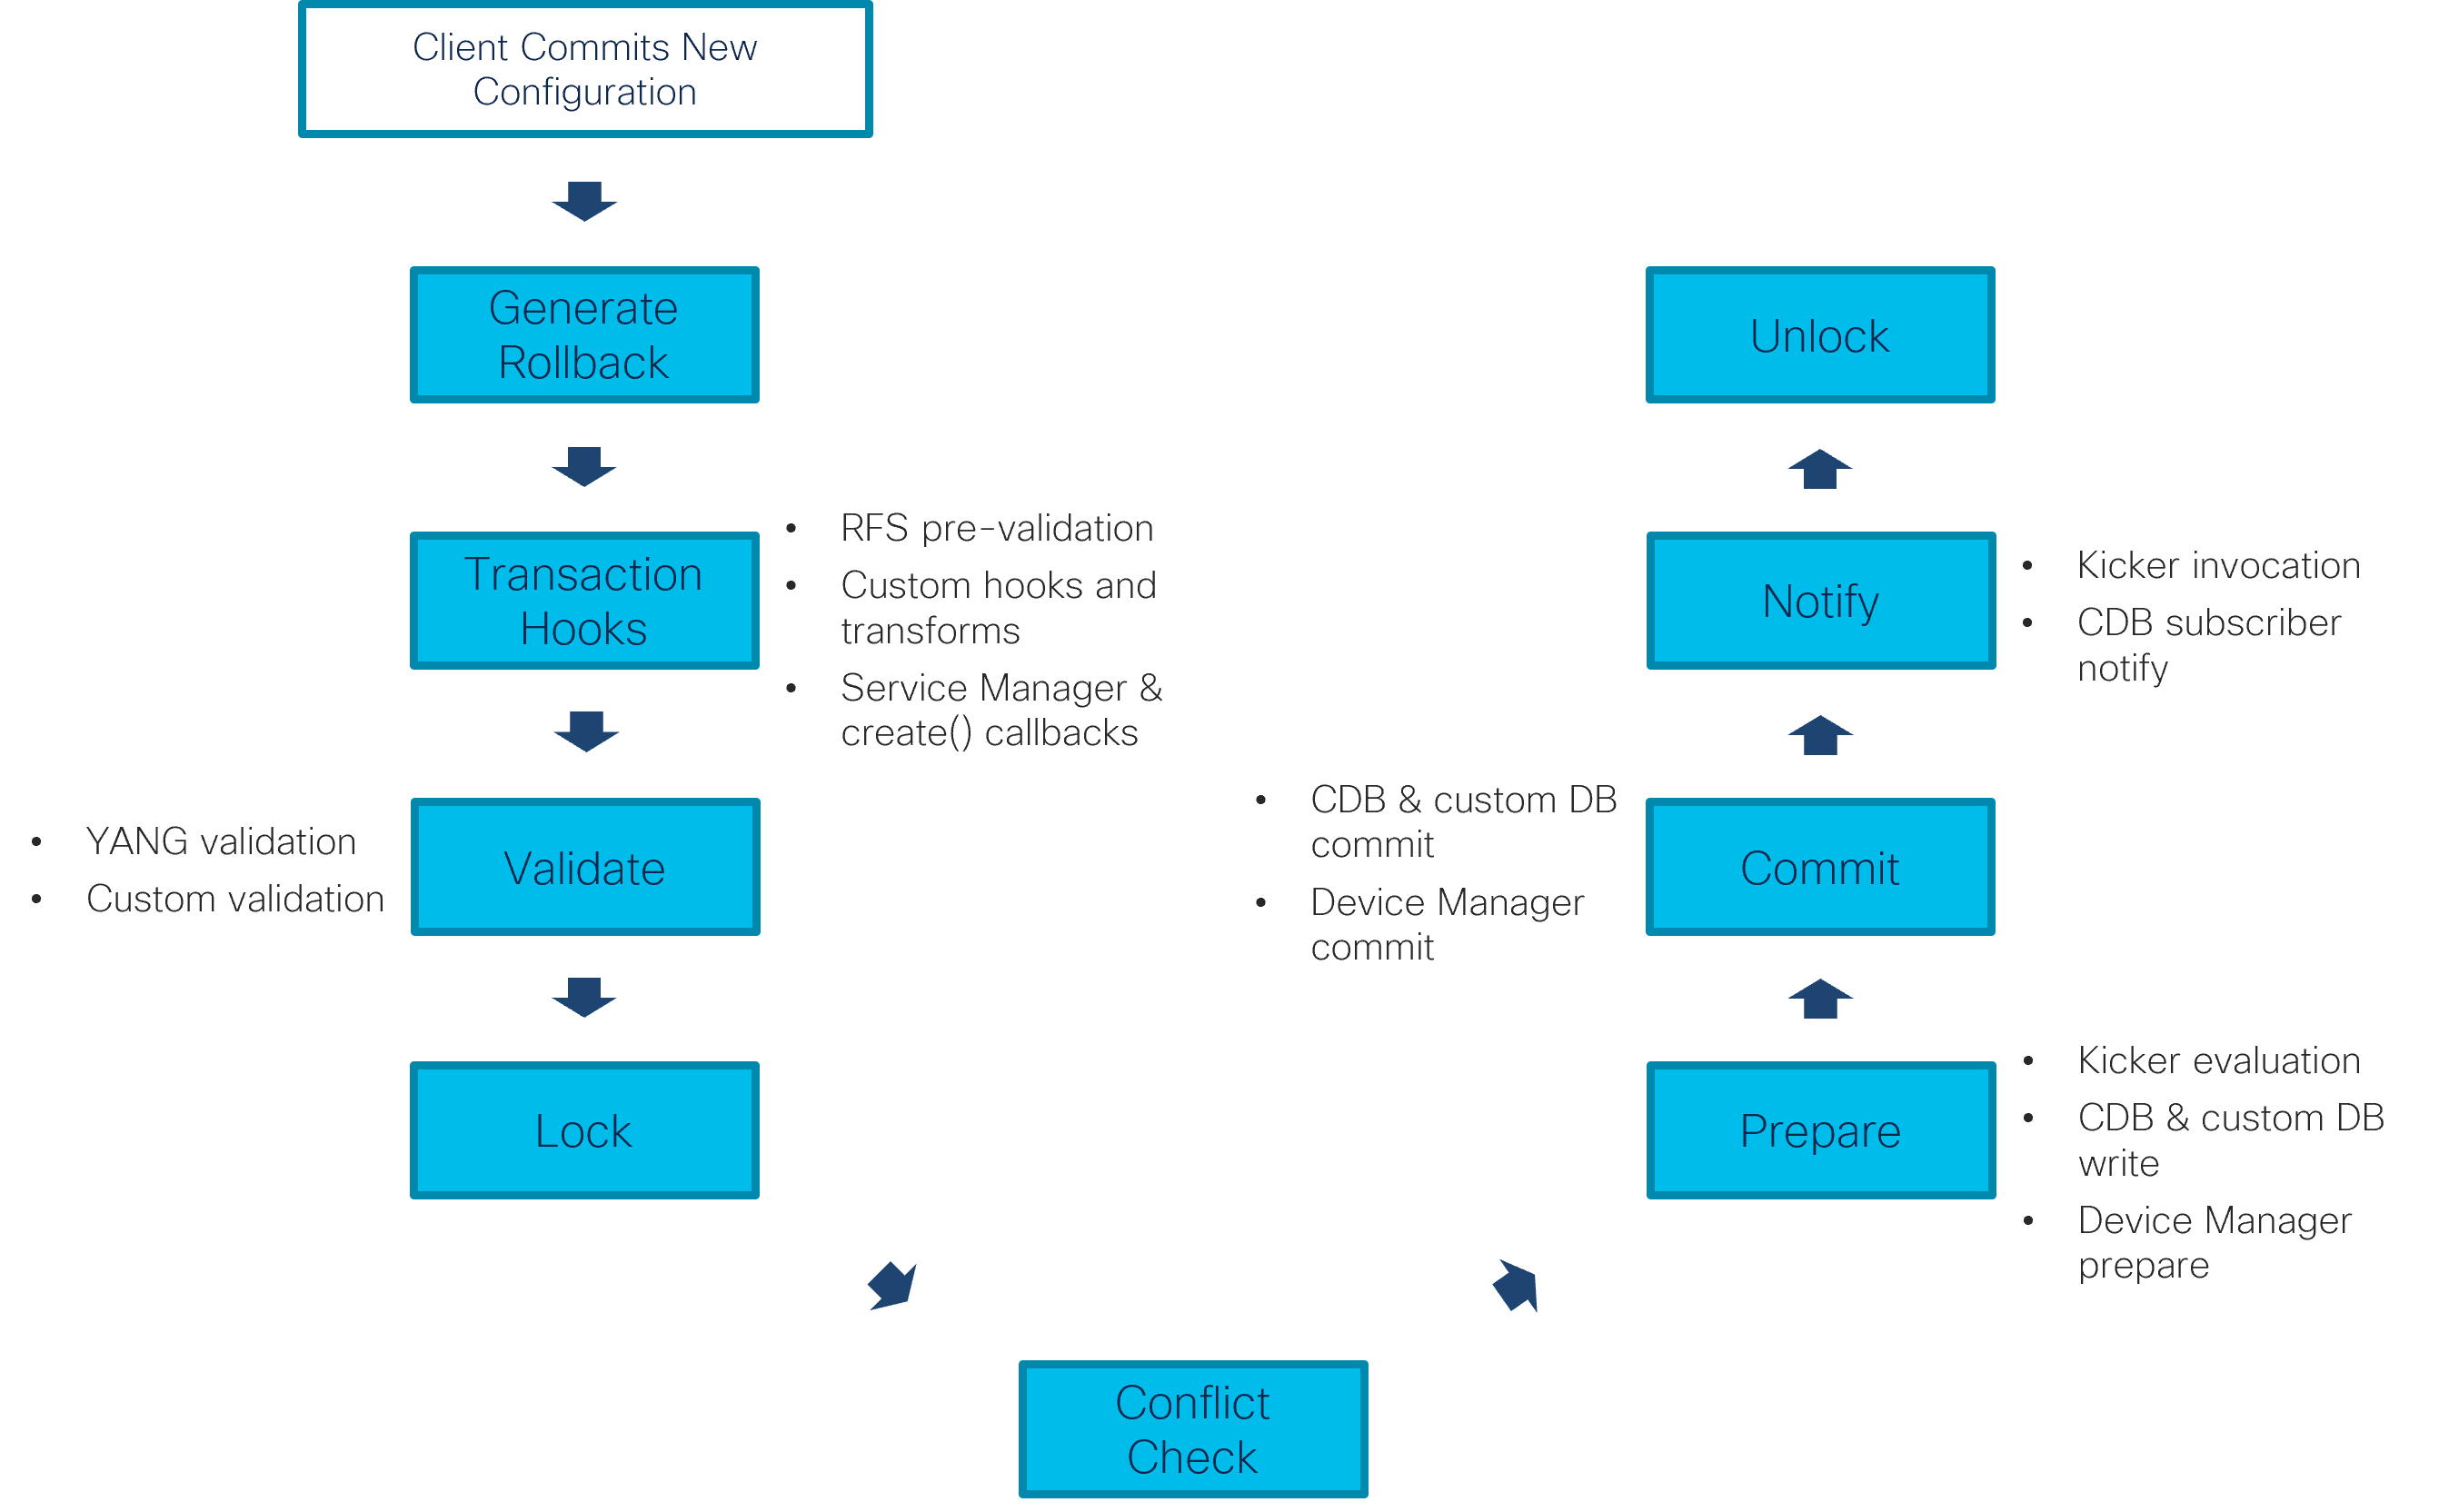 Client Commits New
Configuration
Generate
Rollback
Transaction
Hooks
• RFS pre-validation
• Custom hooks and
transforms
• Service Manager &
create() callbacks
• YANG validation
• Custom validation
Validate
Lock
Conflict
Check
Prepare
• Kicker evaluation
• CDB & custom DB
write
• Device Manager
prepare
• CDB & custom DB
commit
• Device Manager
commit
Commit
Notify
• Kicker invocation
• CDB subscriber
notify
Unlock